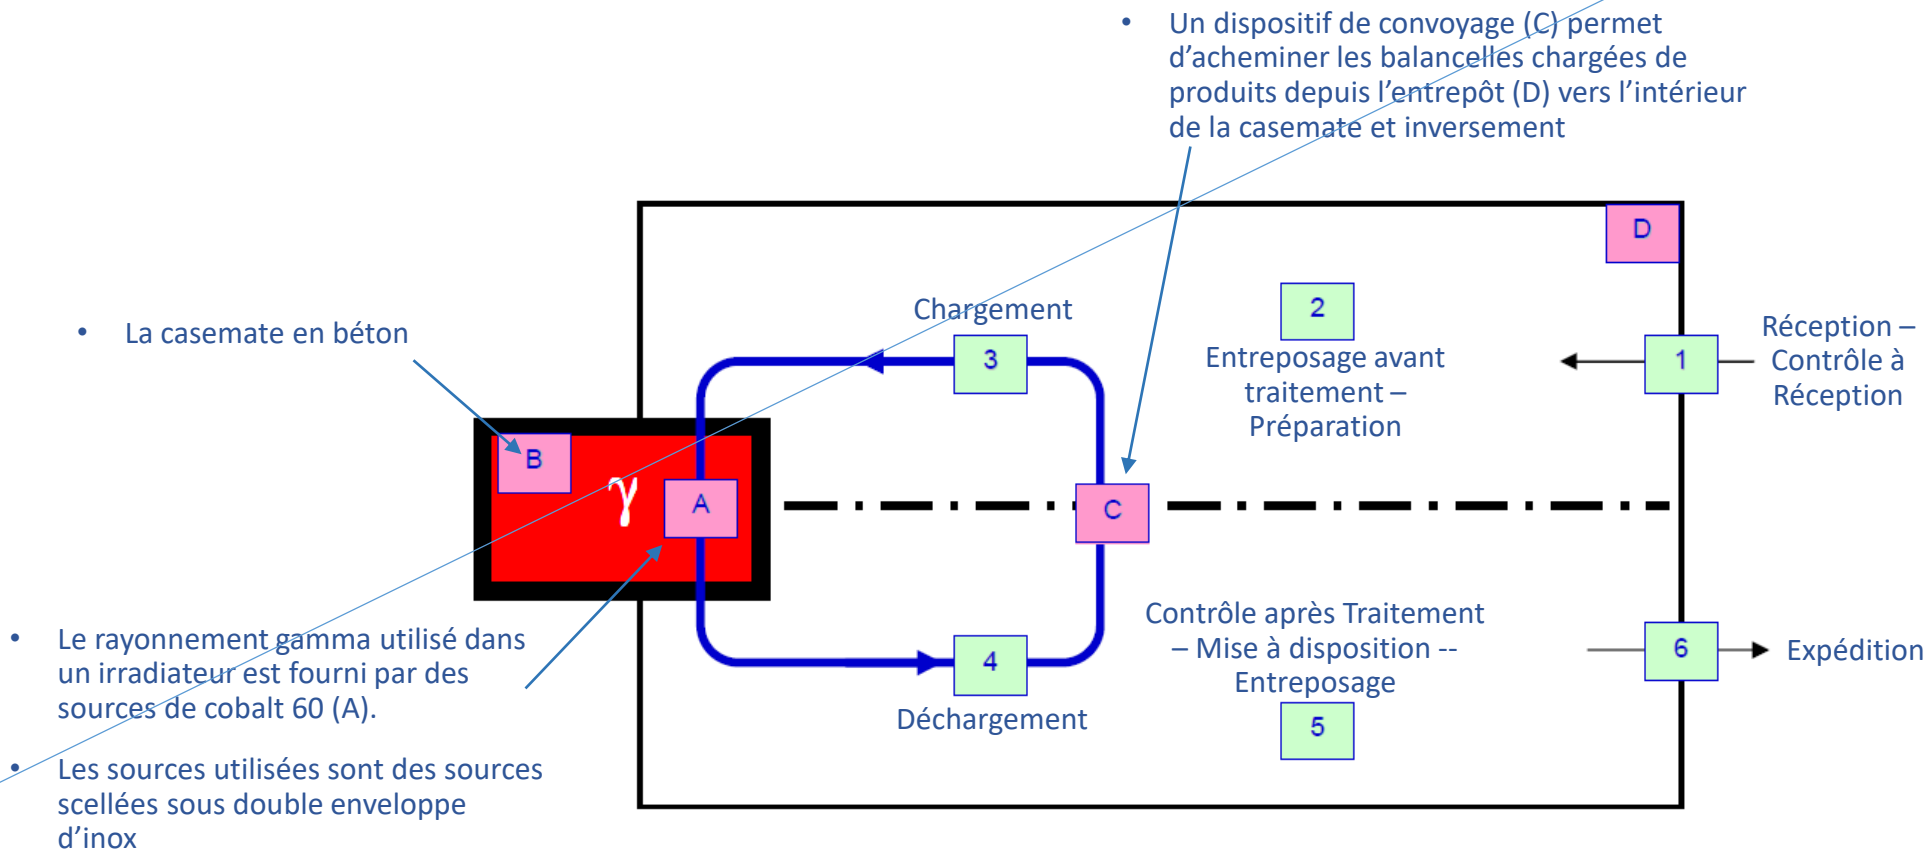 • Un dispositif de convoyage (C) permet
d’acheminer les balancelles chargées de
produits depuis l’entrepôt (D) vers l’intérieur
de la casemate et inversement
D
Chargement
2
• La casemate en béton
Réception –
Contrôle à
Réception
3
1
Entreposage avant
traitement –
Préparation
B
γ
A
C
• Le rayonnement gamma utilisé dans
un irradiateur est fourni par des
sources de cobalt 60 (A).
Contrôle après Traitement
– Mise à disposition --
Entreposage
4
6
Expédition
Déchargement
5
• Les sources utilisées sont des sources
scellées sous double enveloppe
d’inox